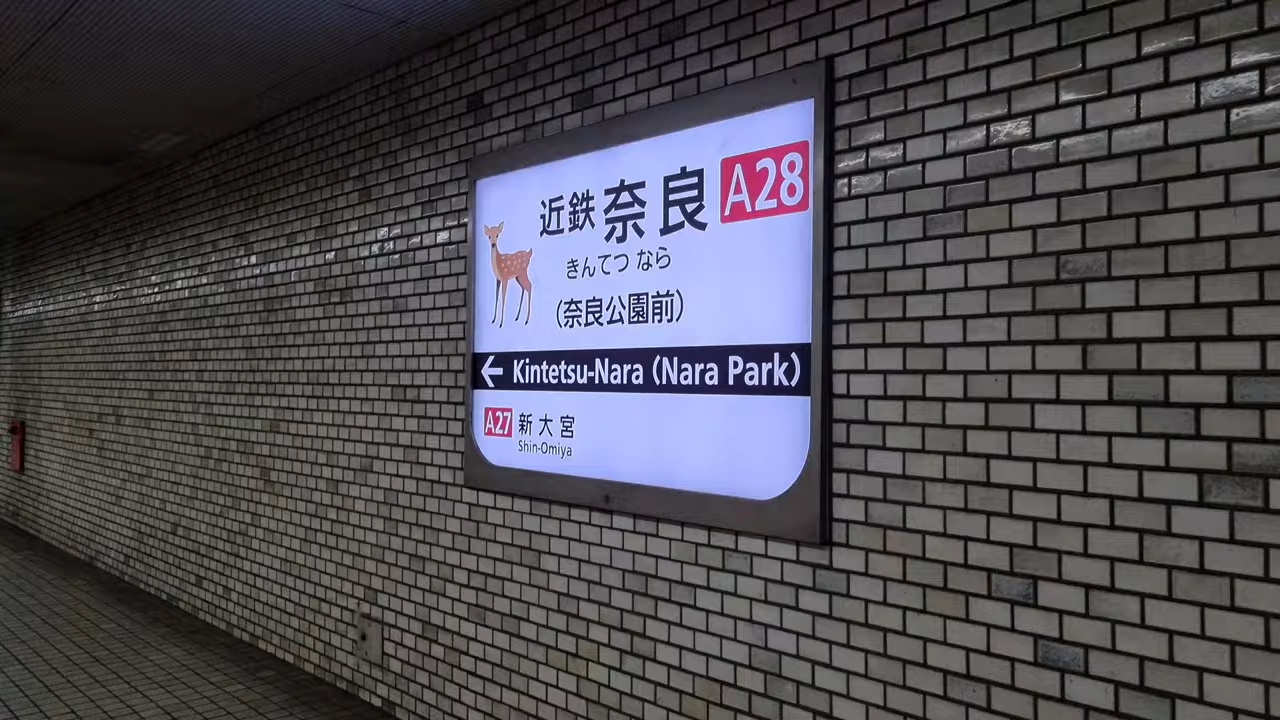 近鉄奈良 A28
きんてつ なら
(奈良公園前)
← Kintetsu-Nara (Nara Park)
A27 新大宮
Shin-Omiya